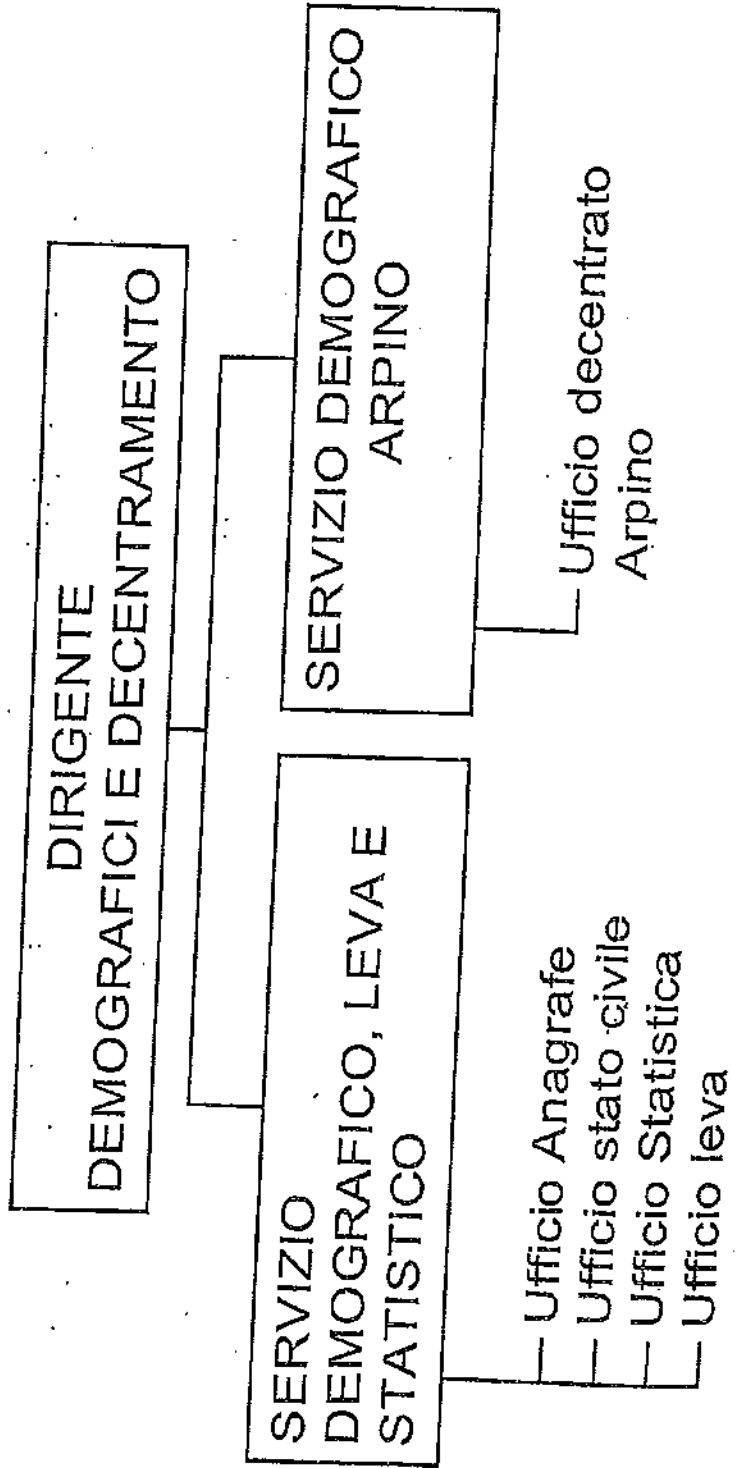 DIRIGENTE
DEMOGRAFICI E DECENTRAMENTO
SERVIZIO
DEMOGRAFICO, LEVA E
STATISTICO
Ufficio Anagrafe
Ufficio stato civile
Ufficio Statistica
Ufficio leva
SERVIZIO DEMOGRAFICO
ARPINO
Ufficio decentrato
Arpino